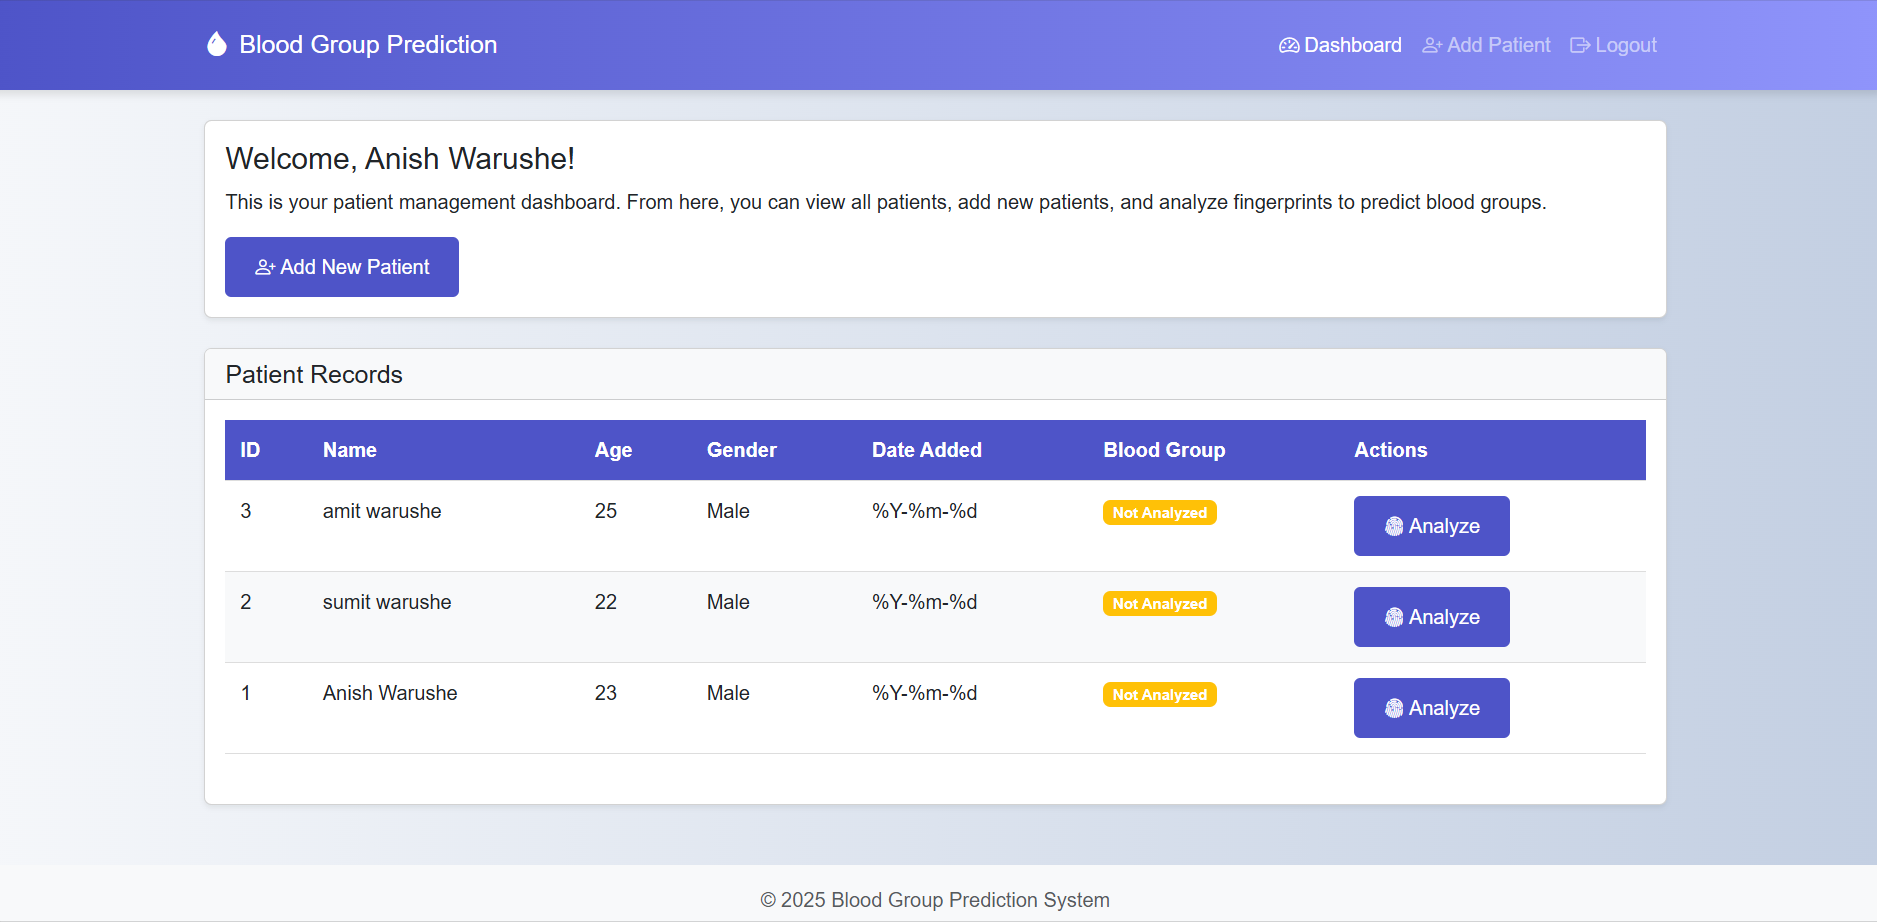 Blood Group Prediction
Dashboard Add Patient Logout
Welcome, Anish Warushe!
This is your patient management dashboard. From here, you can view all patients, add new patients, and analyze fingerprints to predict blood groups.
Add New Patient
Patient Records
ID Name Age Gender Date Added Blood Group Actions
3 amit warushe 25 Male %Y-%m-%d Not Analyzed Analyze
2 sumit warushe 22 Male %Y-%m-%d Not Analyzed Analyze
1 Anish Warushe 23 Male %Y-%m-%d Not Analyzed Analyze
© 2025 Blood Group Prediction System